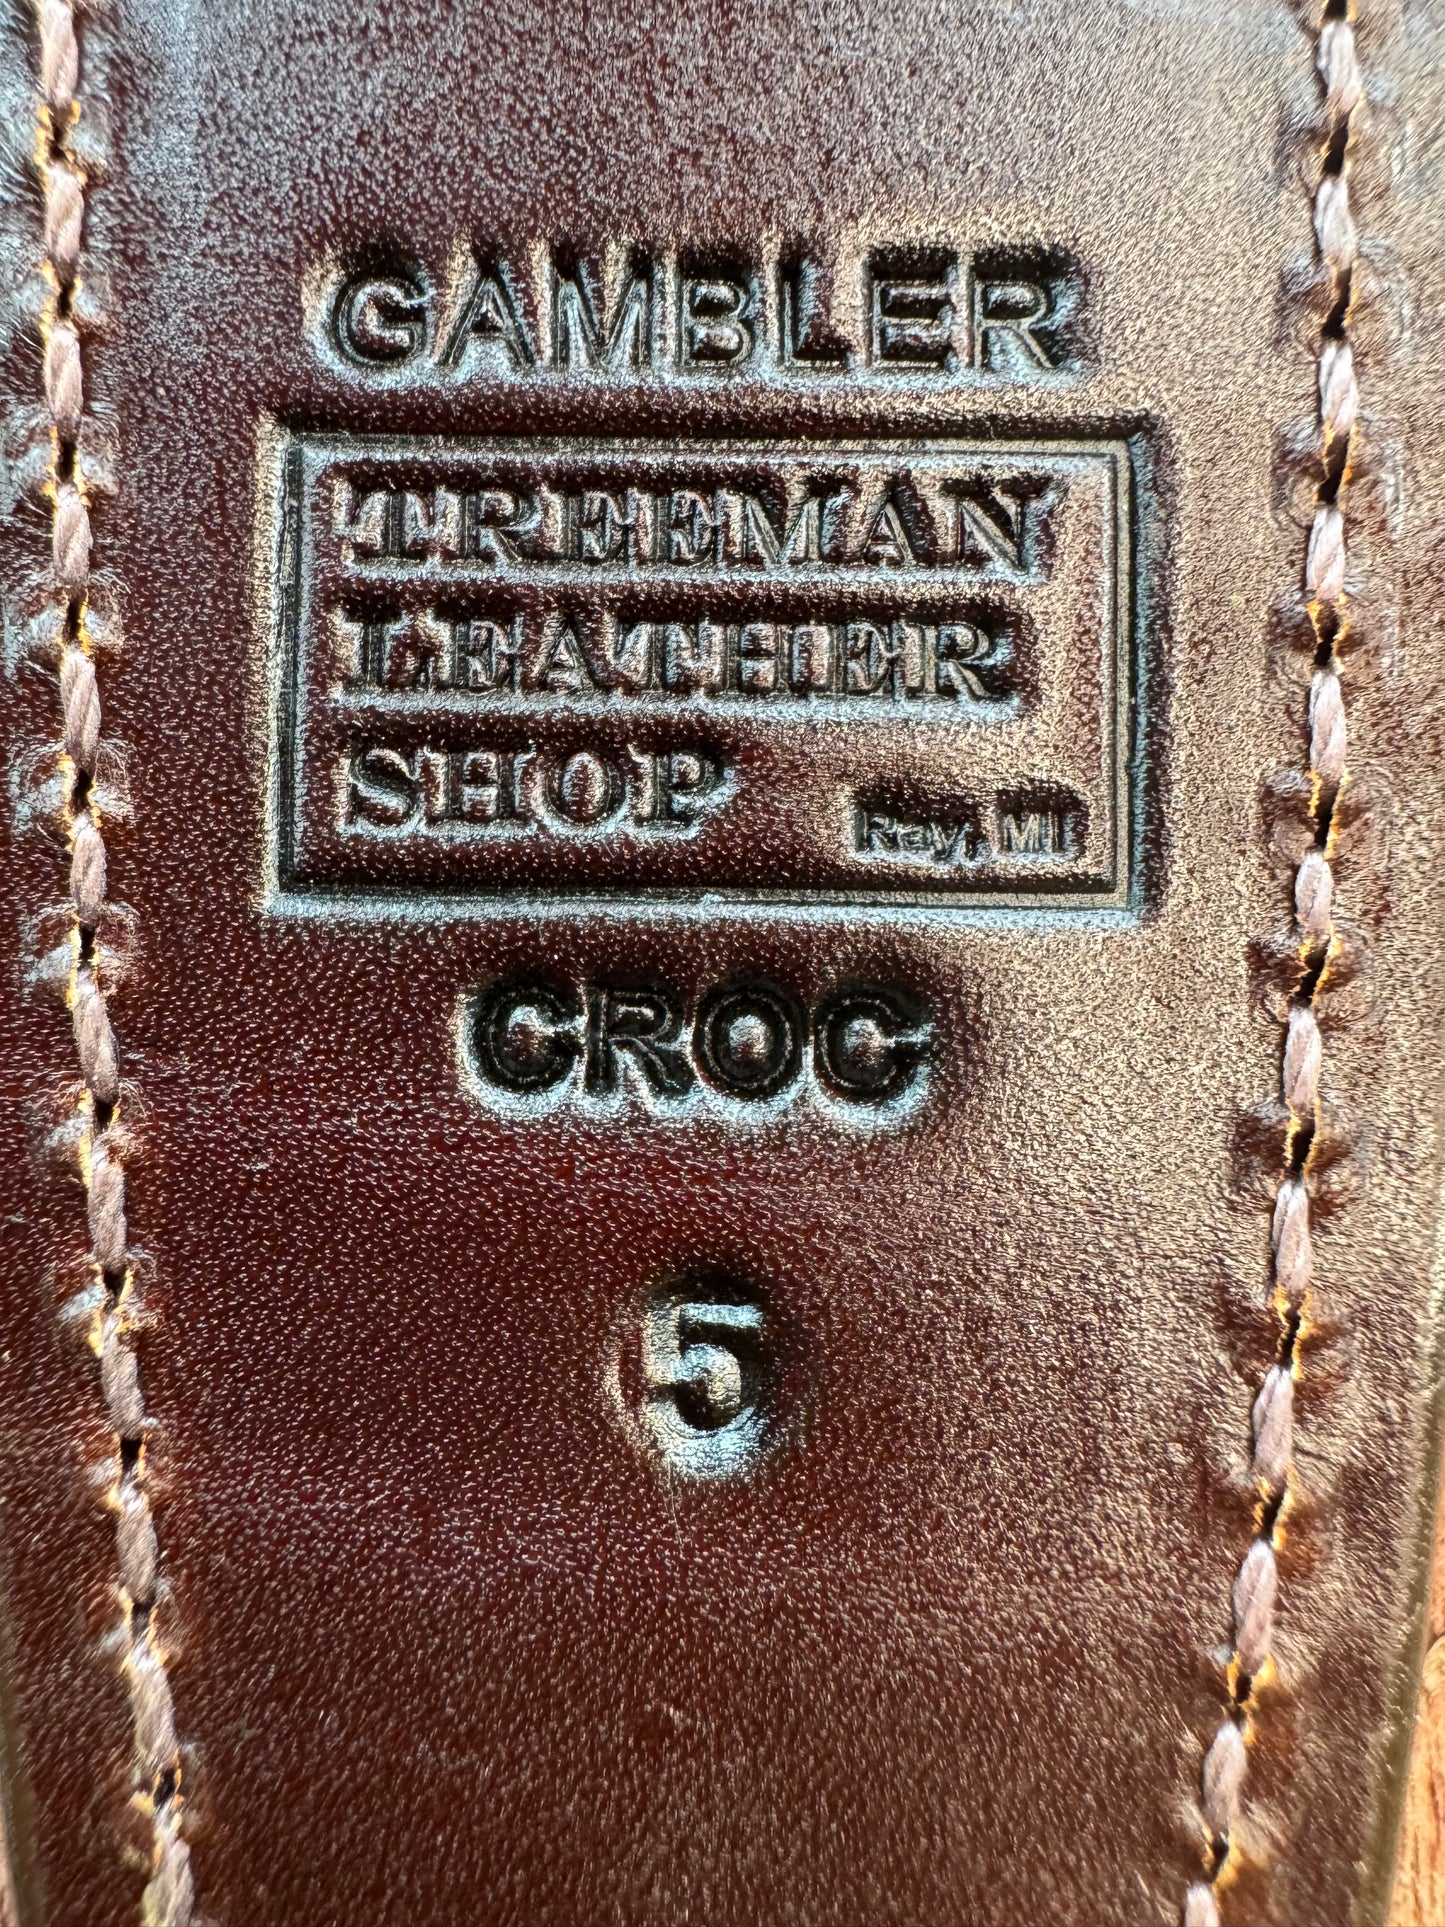 GAMBLER
TREEMAN
LEATHER
SHOP
Ray, MI
CROC
5